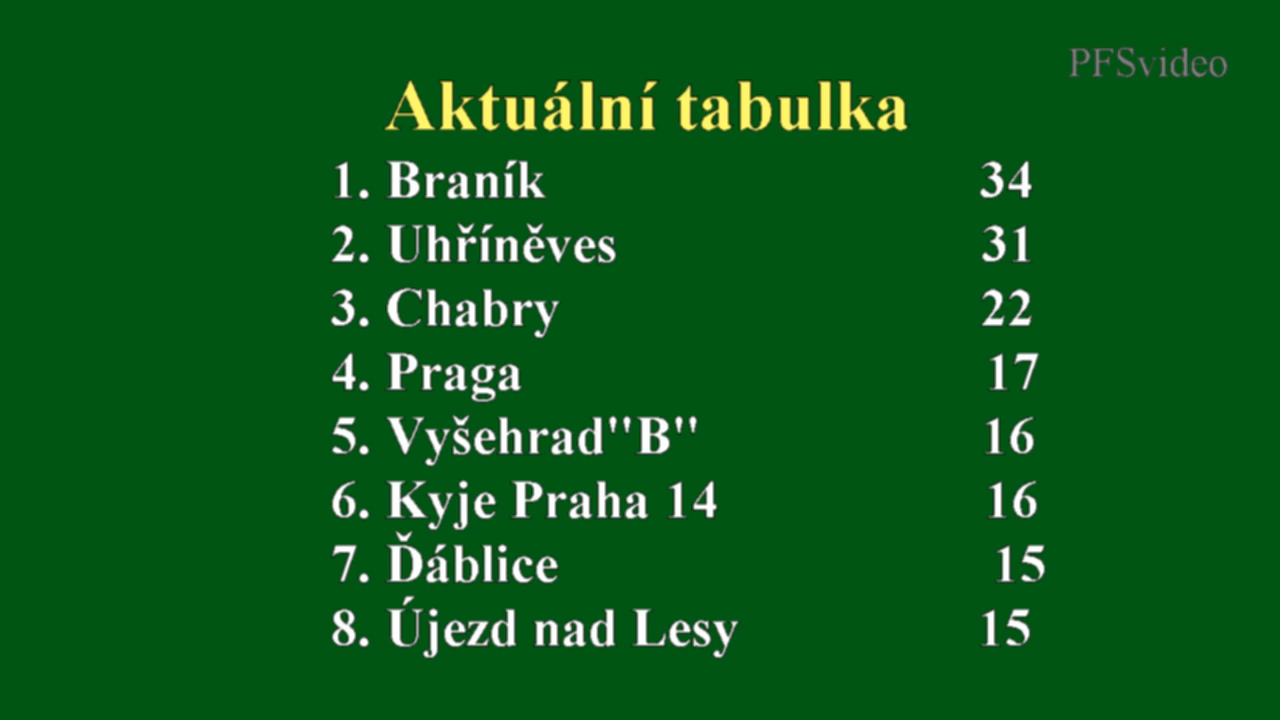 PFSvideo
Aktuální tabulka
1. Braník 34
2. Uhříněves 31
3. Chabry 22
4. Praga 17
5. Vyšehrad"B" 16
6. Kyje Praha 14 16
7. Ďáblice 15
8. Újezd nad Lesy 15